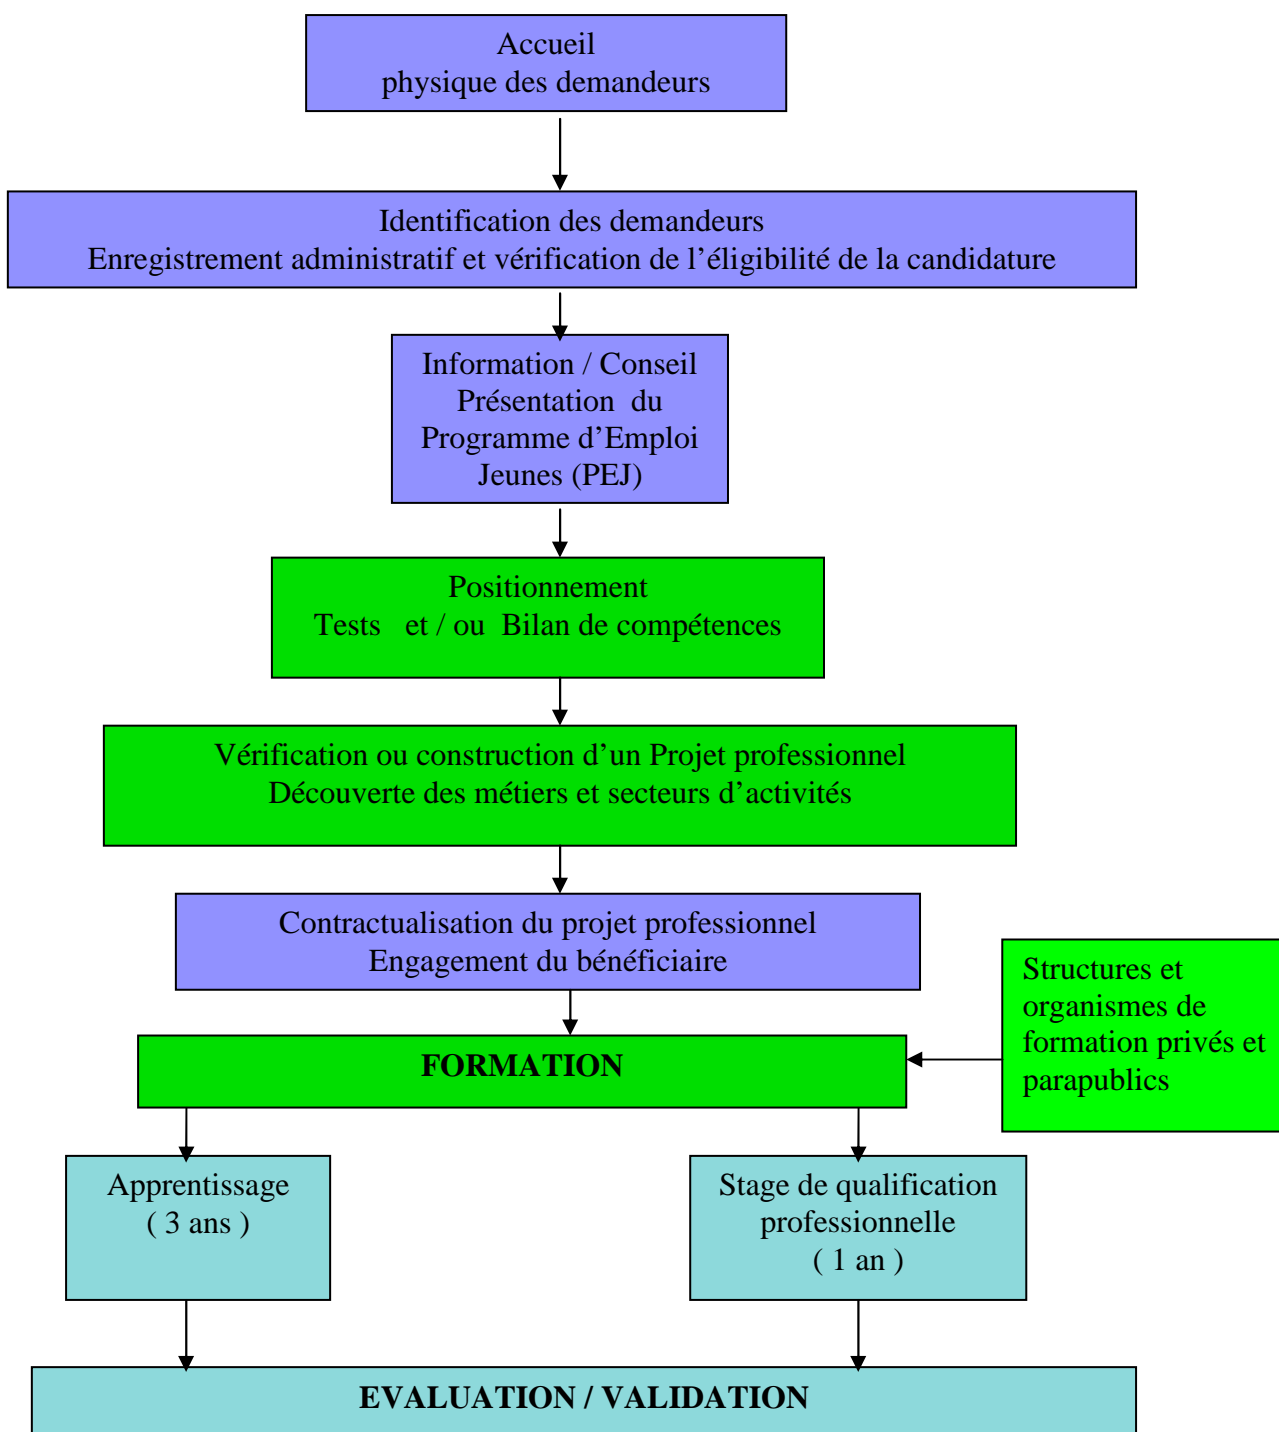 Accueil
physique des demandeurs
Identification des demandeurs
Enregistrement administratif et vérification de l’éligibilité de la candidature
Information / Conseil
Présentation du
Programme d’Emploi
Jeunes (PEJ)
Positionnement
Tests et / ou Bilan de compétences
Vérification ou construction d’un Projet professionnel
Découverte des métiers et secteurs d’activités
Contractualisation du projet professionnel
Engagement du bénéficiaire
Structures et
organismes de
formation privés et
parapublics
FORMATION
Apprentissage
( 3 ans )
Stage de qualification
professionnelle
( 1 an )
EVALUATION / VALIDATION